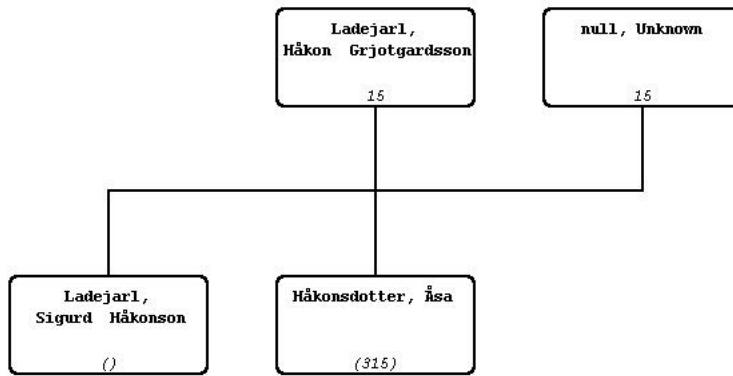 Ladejarl,
Håkon Grjotgardsson
15
null, Unknown
15
Ladejarl,
Sigurd Håkonson
()
Håkonsdotter, Åsa
(315)